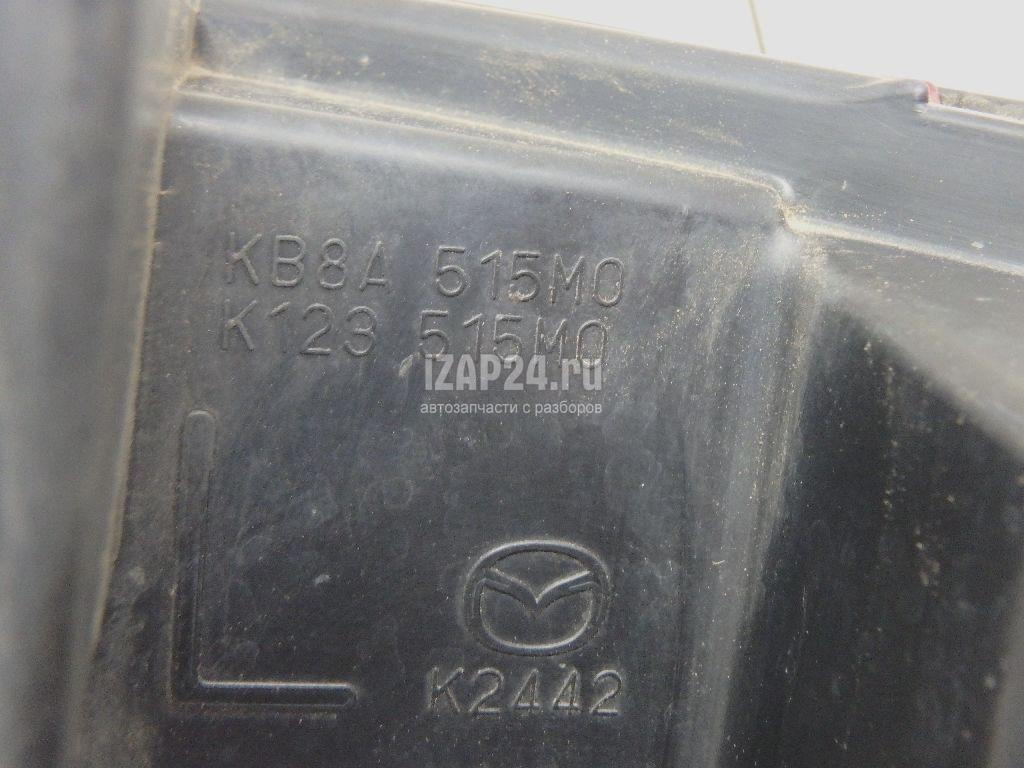 KB8A 515M0
K123 515M0
IZAP24.ru
автозапчасти с разборов
K2442